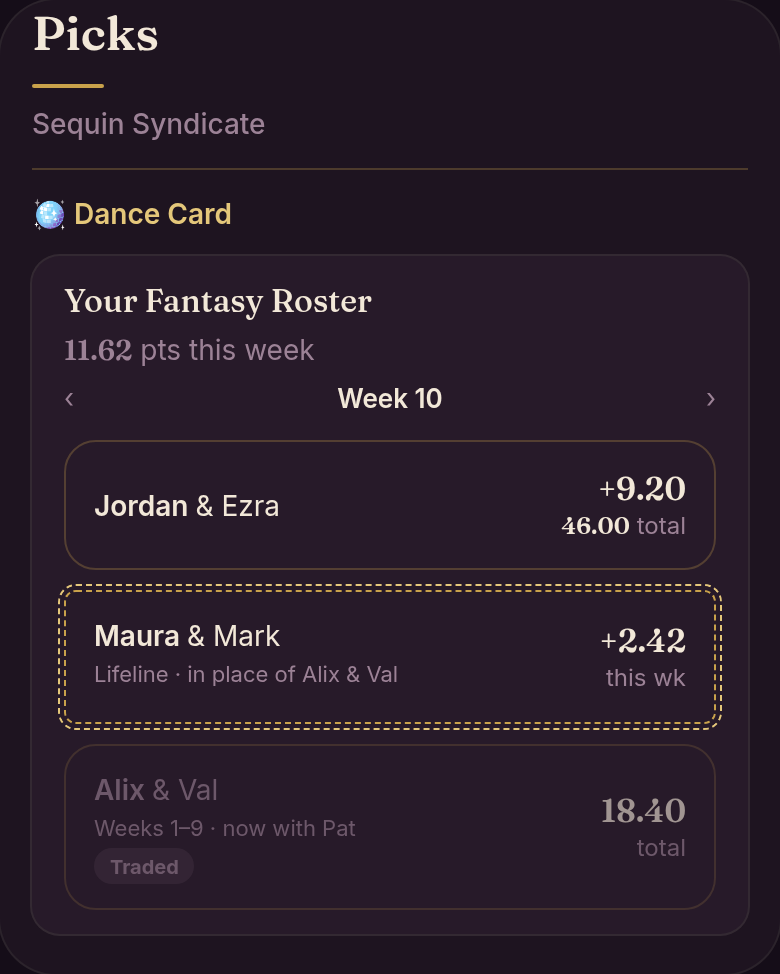 Picks
Sequin Syndicate
Dance Card
Your Fantasy Roster
11.62 pts this week
‹ Week 10 ›
Jordan & Ezra
+9.20
46.00 total
Maura & Mark
Lifeline · in place of Alix & Val
+2.42
this wk
Alix & Val
Weeks 1–9 · now with Pat
Traded
18.40
total